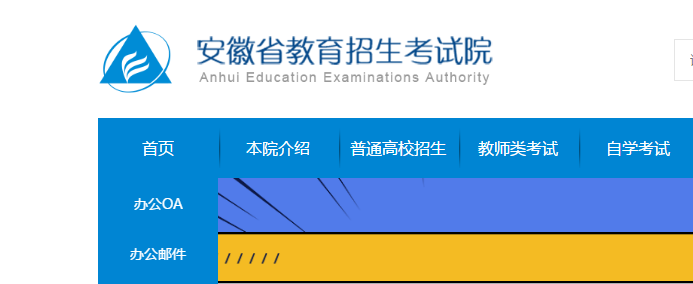 安徽省教育招生考试院
Anhui Education Examinations Authority
首页
本院介绍
普通高校招生
教师类考试
自学考试
办公OA
办公邮件
/ / / / /